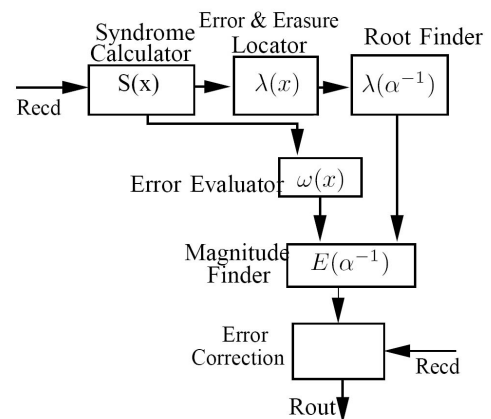 Syndrome
Calculator
Error & Erasure
Locator
Root Finder
Recd
S(x)
λ(x)
λ(α⁻¹)
Error Evaluator
ω(x)
Magnitude
Finder
E(α⁻¹)
Error
Correction
Recd
Rout